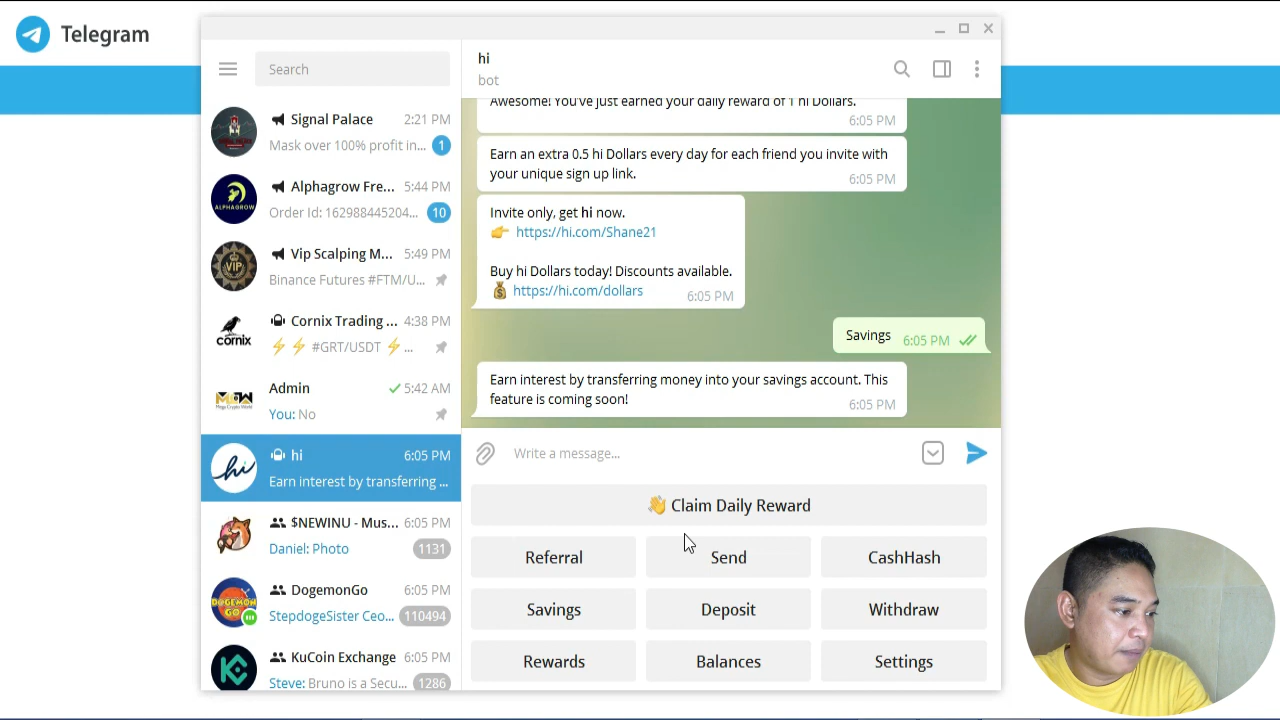 Telegram
Search
Signal Palace
2:21 PM
Mask over 100% profit in...
1
Alphagrow Fre...
5:44 PM
Order Id: 162988445204...
10
ALPHAGROW
Vip Scalping M...
5:49 PM
Binance Futures #FTM/U...
VIP
Cornix Trading ...
4:38 PM
⚡⚡ #GRT/USDT ⚡...
cornix
Admin
5:42 AM
You: No
hi
6:05 PM
Earn interest by transferring ...
hi
$NEWINU - Mus...
6:05 PM
Daniel: Photo
1131
DogemonGo
6:05 PM
StepdogeSister Ceo...
110494
DOGEMON
GO
KuCoin Exchange
6:05 PM
Steve: Bruno is a Secu...
1286
hi
bot
Awesome! You've just earned your daily reward of 1 hi Dollars.
6:05 PM
Earn an extra 0.5 hi Dollars every day for each friend you invite with
your unique sign up link.
6:05 PM
Invite only, get hi now.
👉 https://hi.com/Shane21
Buy hi Dollars today! Discounts available.
💰 https://hi.com/dollars
6:05 PM
Savings
6:05 PM
Earn interest by transferring money into your savings account. This
feature is coming soon!
6:05 PM
Write a message...
👋 Claim Daily Reward
Referral
Send
CashHash
Savings
Deposit
Withdraw
Rewards
Balances
Settings